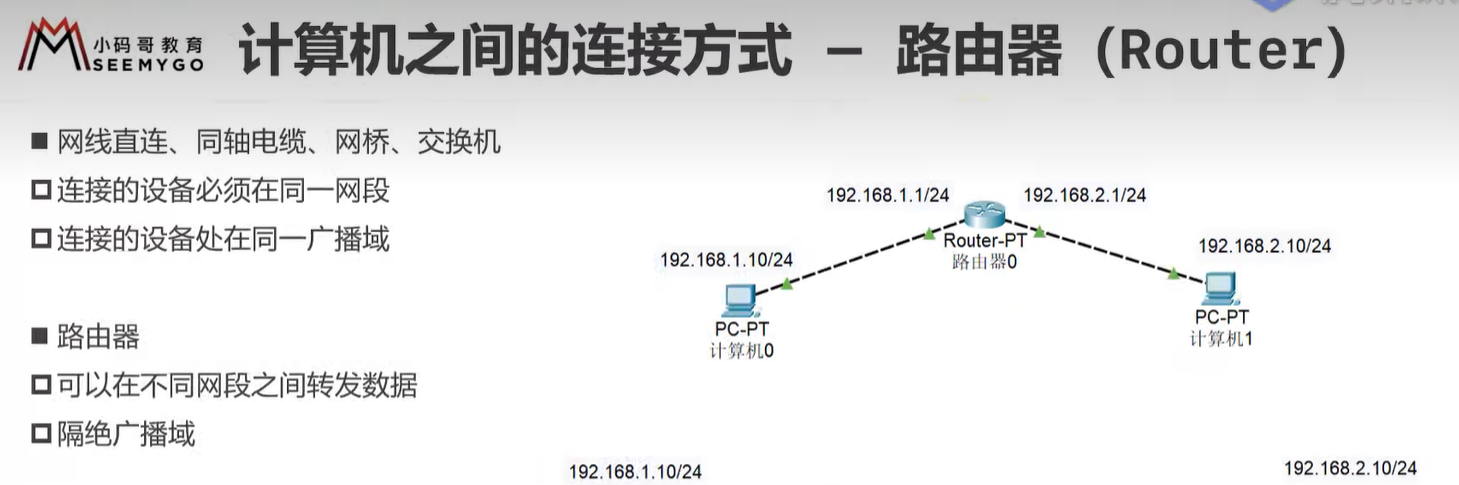 小码哥教育
SEEMYGO
计算机之间的连接方式 － 路由器（Router）
网线直连、同轴电缆、网桥、交换机
连接的设备必须在同一网段
连接的设备处在同一广播域
路由器
可以在不同网段之间转发数据
隔绝广播域
192.168.1.1/24
192.168.2.1/24
Router-PT
路由器0
192.168.1.10/24
PC-PT
计算机0
192.168.2.10/24
PC-PT
计算机1
192.168.1.10/24
192.168.2.10/24